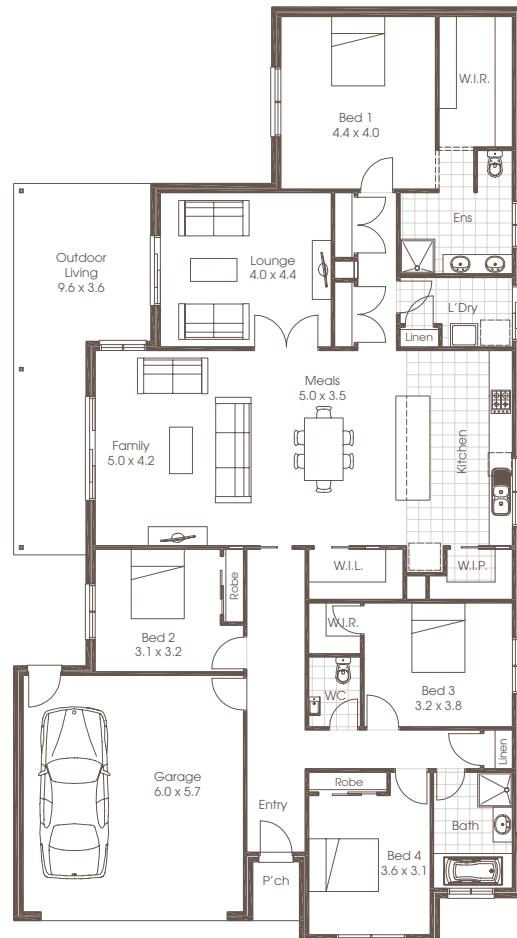 Bed 1
4.4 x 4.0
W.I.R.
Ens
Outdoor
Living
9.6 x 3.6
Lounge
4.0 x 4.4
L'Dry
Linen
Meals
5.0 x 3.5
Family
5.0 x 4.2
Kitchen
W.I.L.
W.I.P.
Robe
Bed 2
3.1 x 3.2
W.I.R.
WC
Bed 3
3.2 x 3.8
Linen
Garage
6.0 x 5.7
Entry
Robe
Bath
P'ch
Bed 4
3.6 x 3.1